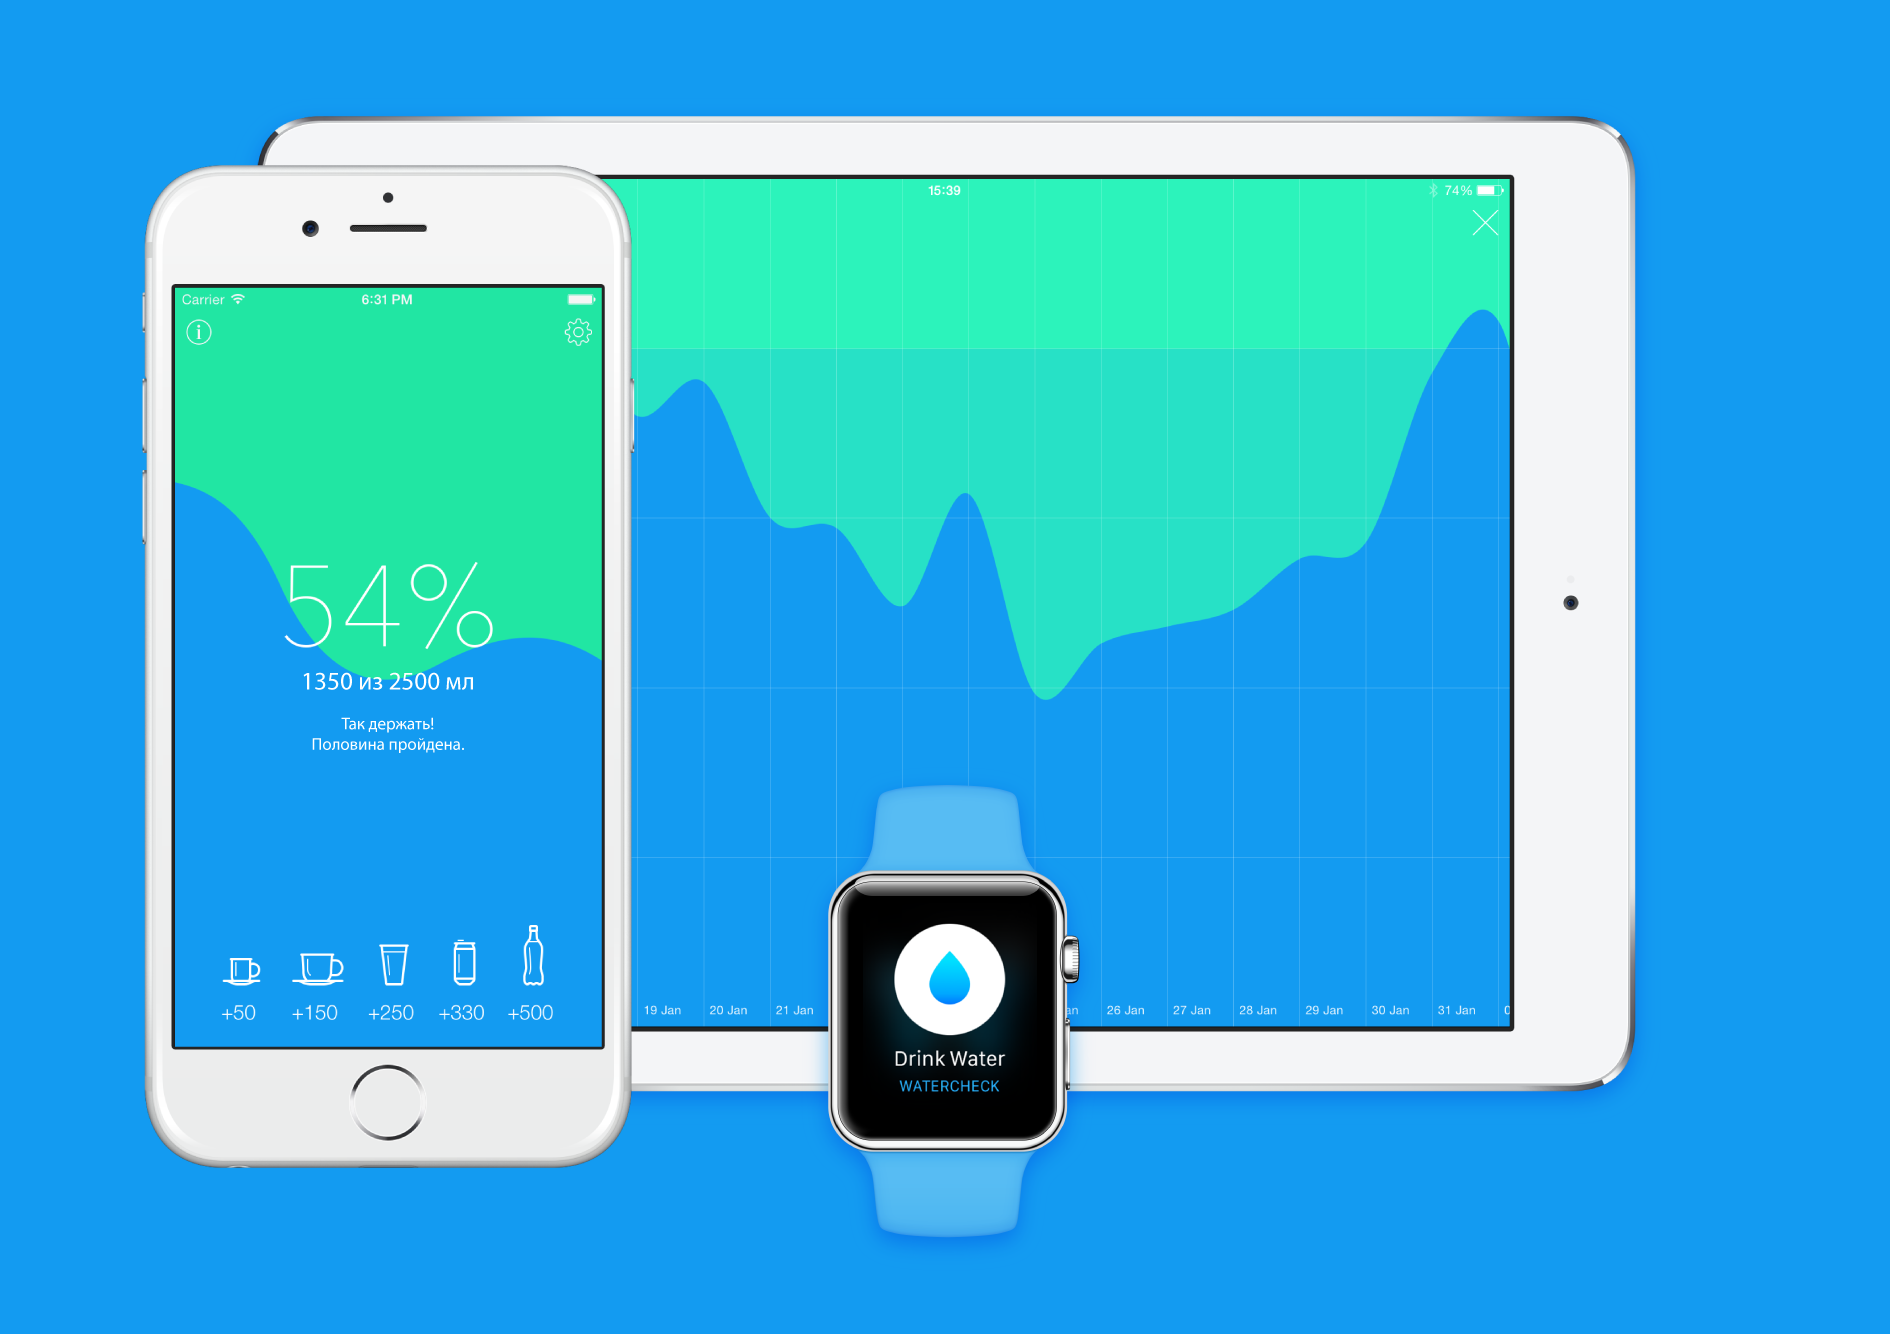 Carrier
6:31 PM
54%
1350 из 2500 мл
Так держать!
Половина пройдена.
+50
+150
+250
+330
+500
15:39
74%
19 Jan
20 Jan
21 Jan
26 Jan
27 Jan
28 Jan
29 Jan
30 Jan
31 Jan
Drink Water
WATERCHECK